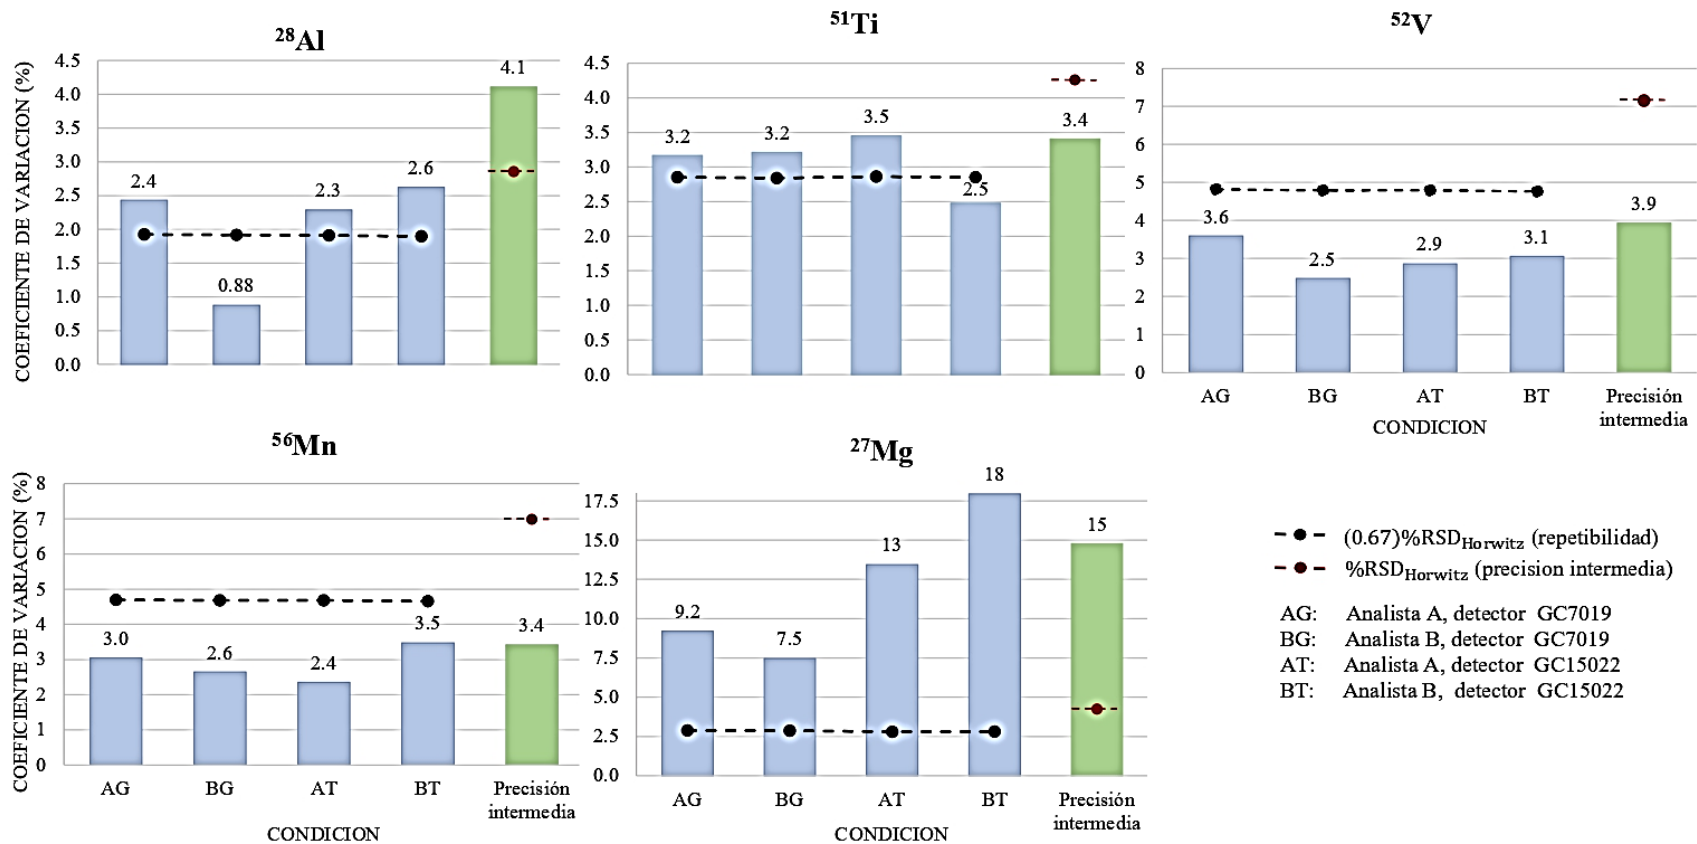 ²⁸Al
COEFICIENTE DE VARIACION (%)
4.5
4.0
3.5
3.0
2.5
2.0
1.5
1.0
0.5
0.0
2.4
0.88
2.3
2.6
4.1
⁵¹Ti
4.5
4.0
3.5
3.0
2.5
2.0
1.5
1.0
0.5
0.0
3.2
3.2
3.5
2.5
3.4
⁵²V
8
7
6
5
4
3
2
1
0
3.6
2.5
2.9
3.1
3.9
AG
BG
AT
BT
Precisión
intermedia
CONDICION
⁵⁶Mn
COEFICIENTE DE VARIACION (%)
8
7
6
5
4
3
2
1
0
3.0
2.6
2.4
3.5
3.4
AG
BG
AT
BT
Precisión
intermedia
CONDICION
²⁷Mg
17.5
15.0
12.5
10.0
7.5
5.0
2.5
0.0
9.2
7.5
13
18
15
AG
BG
AT
BT
Precisión
intermedia
CONDICION
(0.67)%RSD_Horwitz (repetibilidad)
%RSD_Horwitz (precision intermedia)
AG: Analista A, detector GC7019
BG: Analista B, detector GC7019
AT: Analista A, detector GC15022
BT: Analista B, detector GC15022